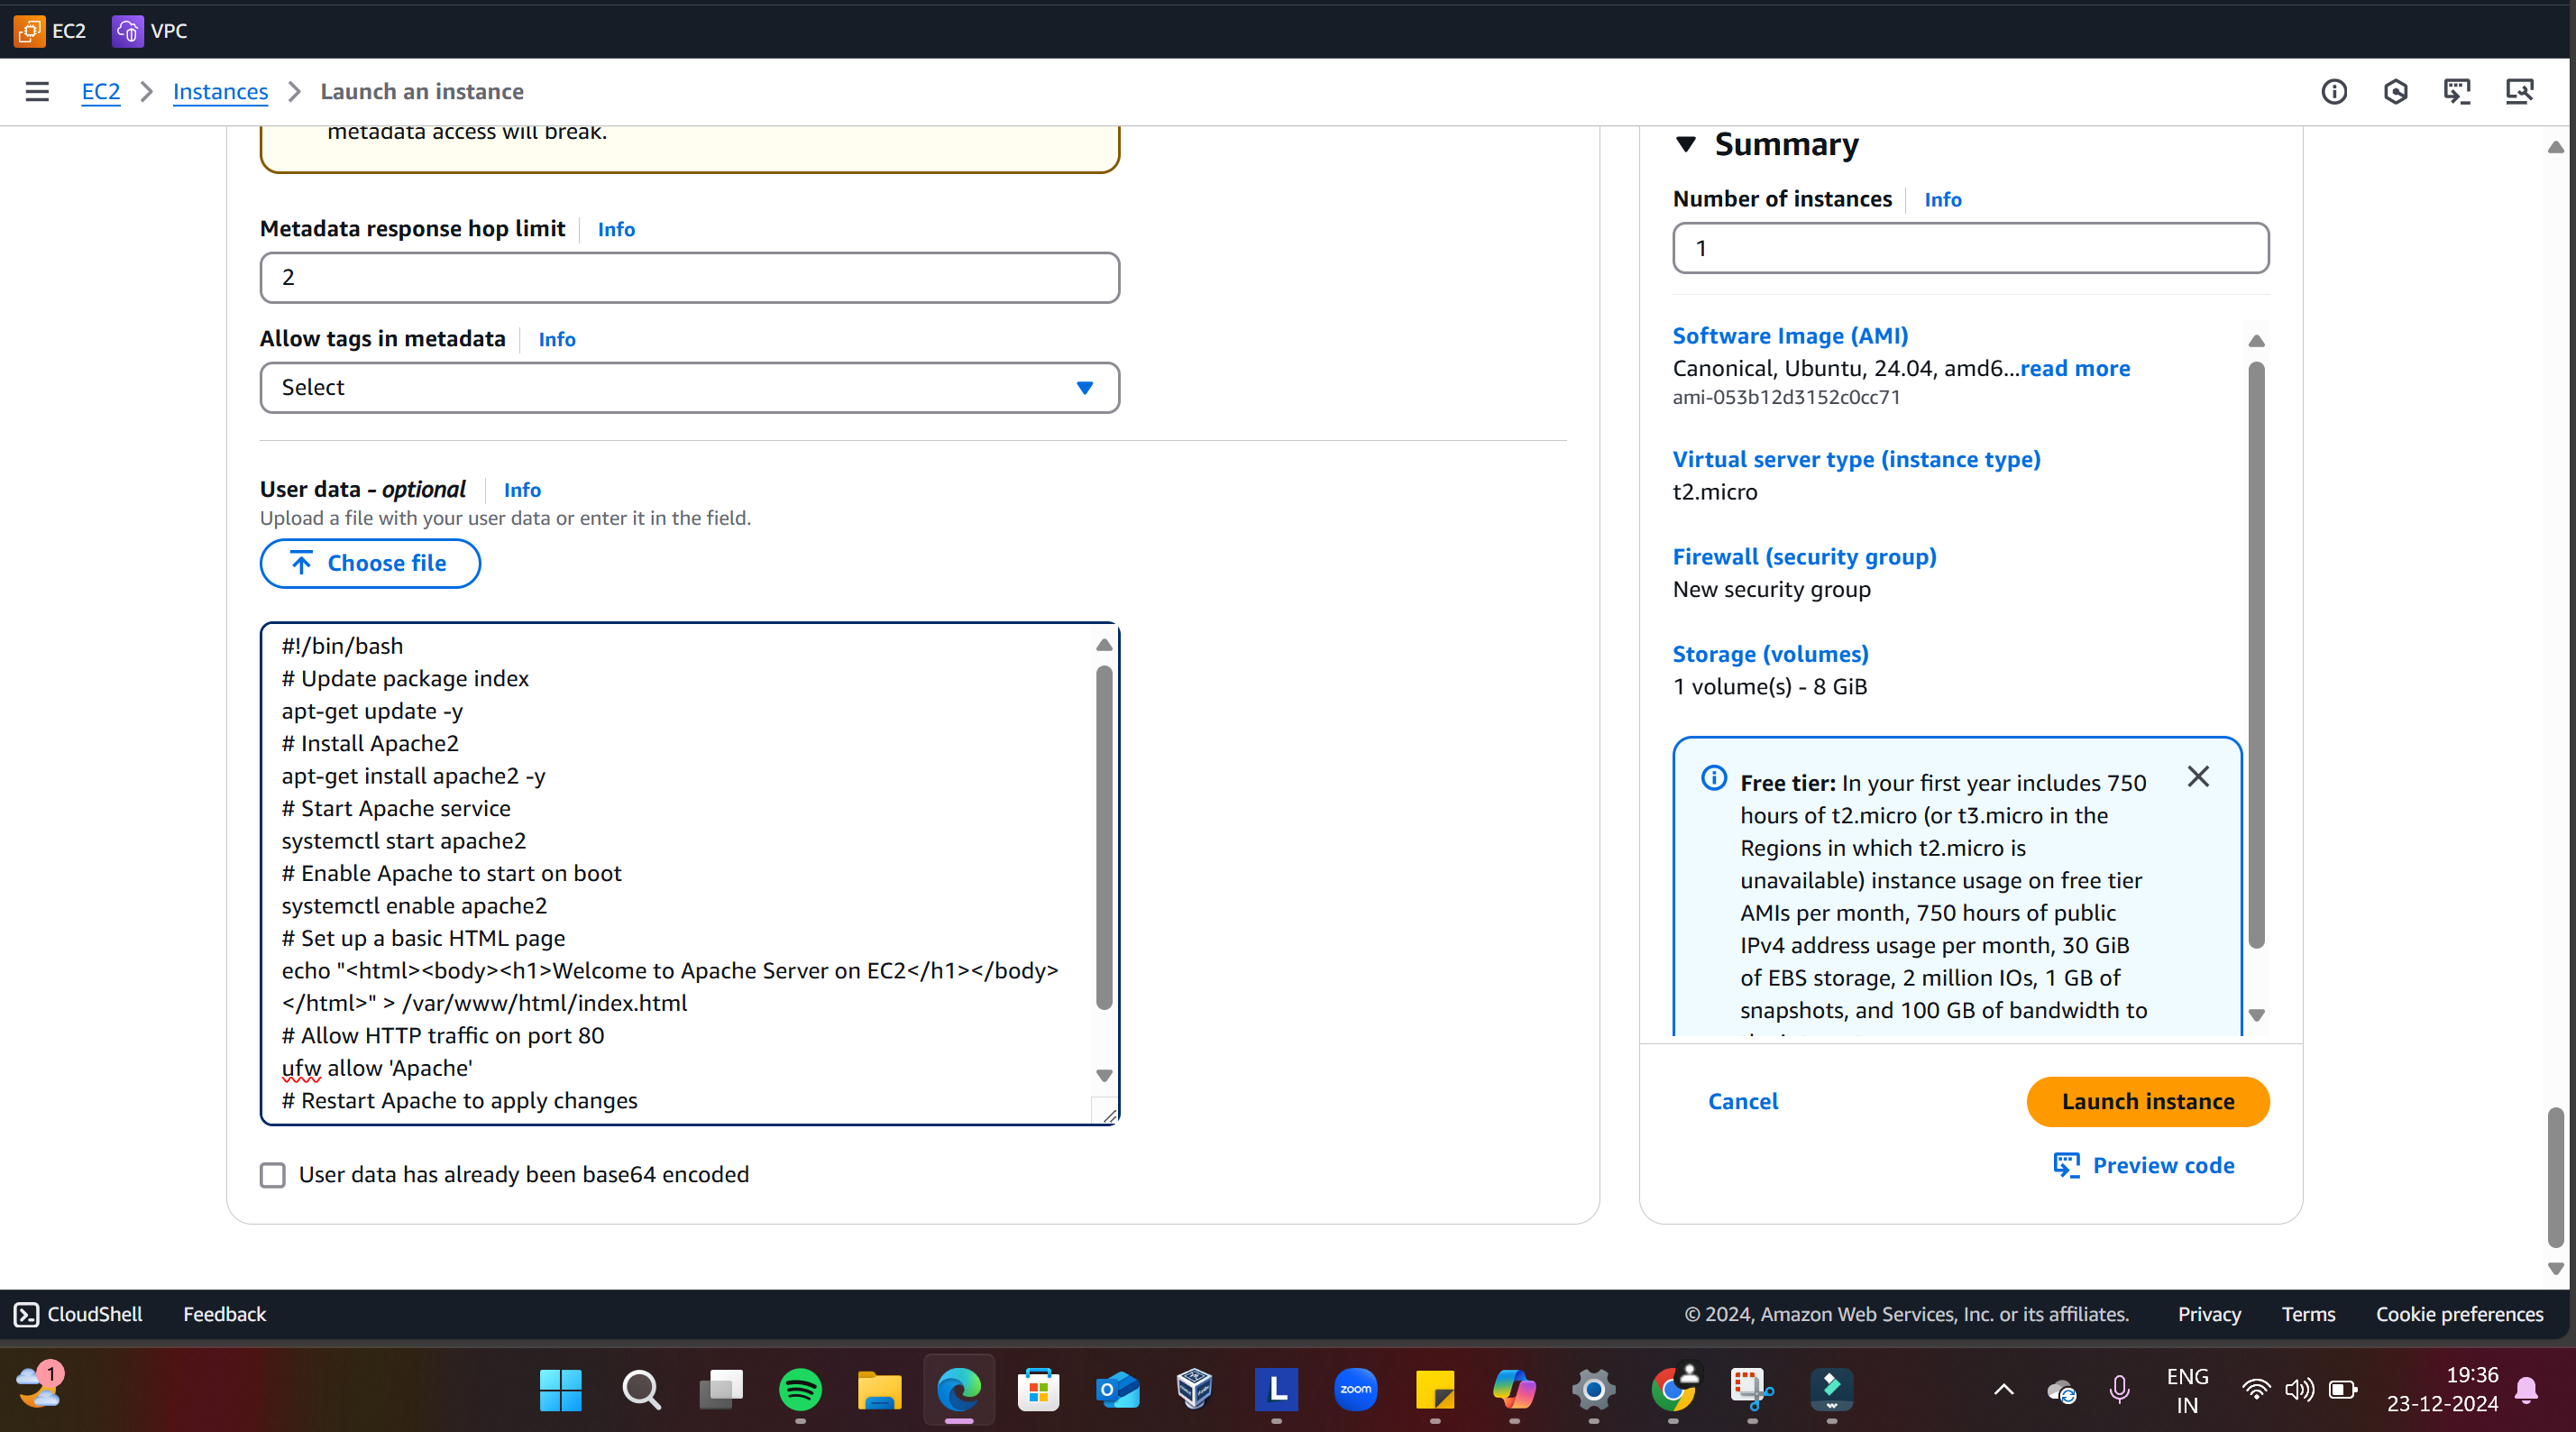 EC2
VPC
EC2 > Instances > Launch an instance
metadata access will break.
Metadata response hop limit
Info
2
Allow tags in metadata
Info
Select
User data - optional
Info
Upload a file with your user data or enter it in the field.
Choose file
#!/bin/bash
# Update package index
apt-get update -y
# Install Apache2
apt-get install apache2 -y
# Start Apache service
systemctl start apache2
# Enable Apache to start on boot
systemctl enable apache2
# Set up a basic HTML page
echo "<html><body><h1>Welcome to Apache Server on EC2</h1></body>
</html>" > /var/www/html/index.html
# Allow HTTP traffic on port 80
ufw allow 'Apache'
# Restart Apache to apply changes
User data has already been base64 encoded
Summary
Number of instances
Info
1
Software Image (AMI)
Canonical, Ubuntu, 24.04, amd6...read more
ami-053b12d3152c0cc71
Virtual server type (instance type)
t2.micro
Firewall (security group)
New security group
Storage (volumes)
1 volume(s) - 8 GiB
Free tier: In your first year includes 750
hours of t2.micro (or t3.micro in the
Regions in which t2.micro is
unavailable) instance usage on free tier
AMIs per month, 750 hours of public
IPv4 address usage per month, 30 GiB
of EBS storage, 2 million IOs, 1 GB of
snapshots, and 100 GB of bandwidth to
Cancel
Launch instance
Preview code
CloudShell
Feedback
© 2024, Amazon Web Services, Inc. or its affiliates.
Privacy
Terms
Cookie preferences
1
L
zoom
ENG
IN
19:36
23-12-2024